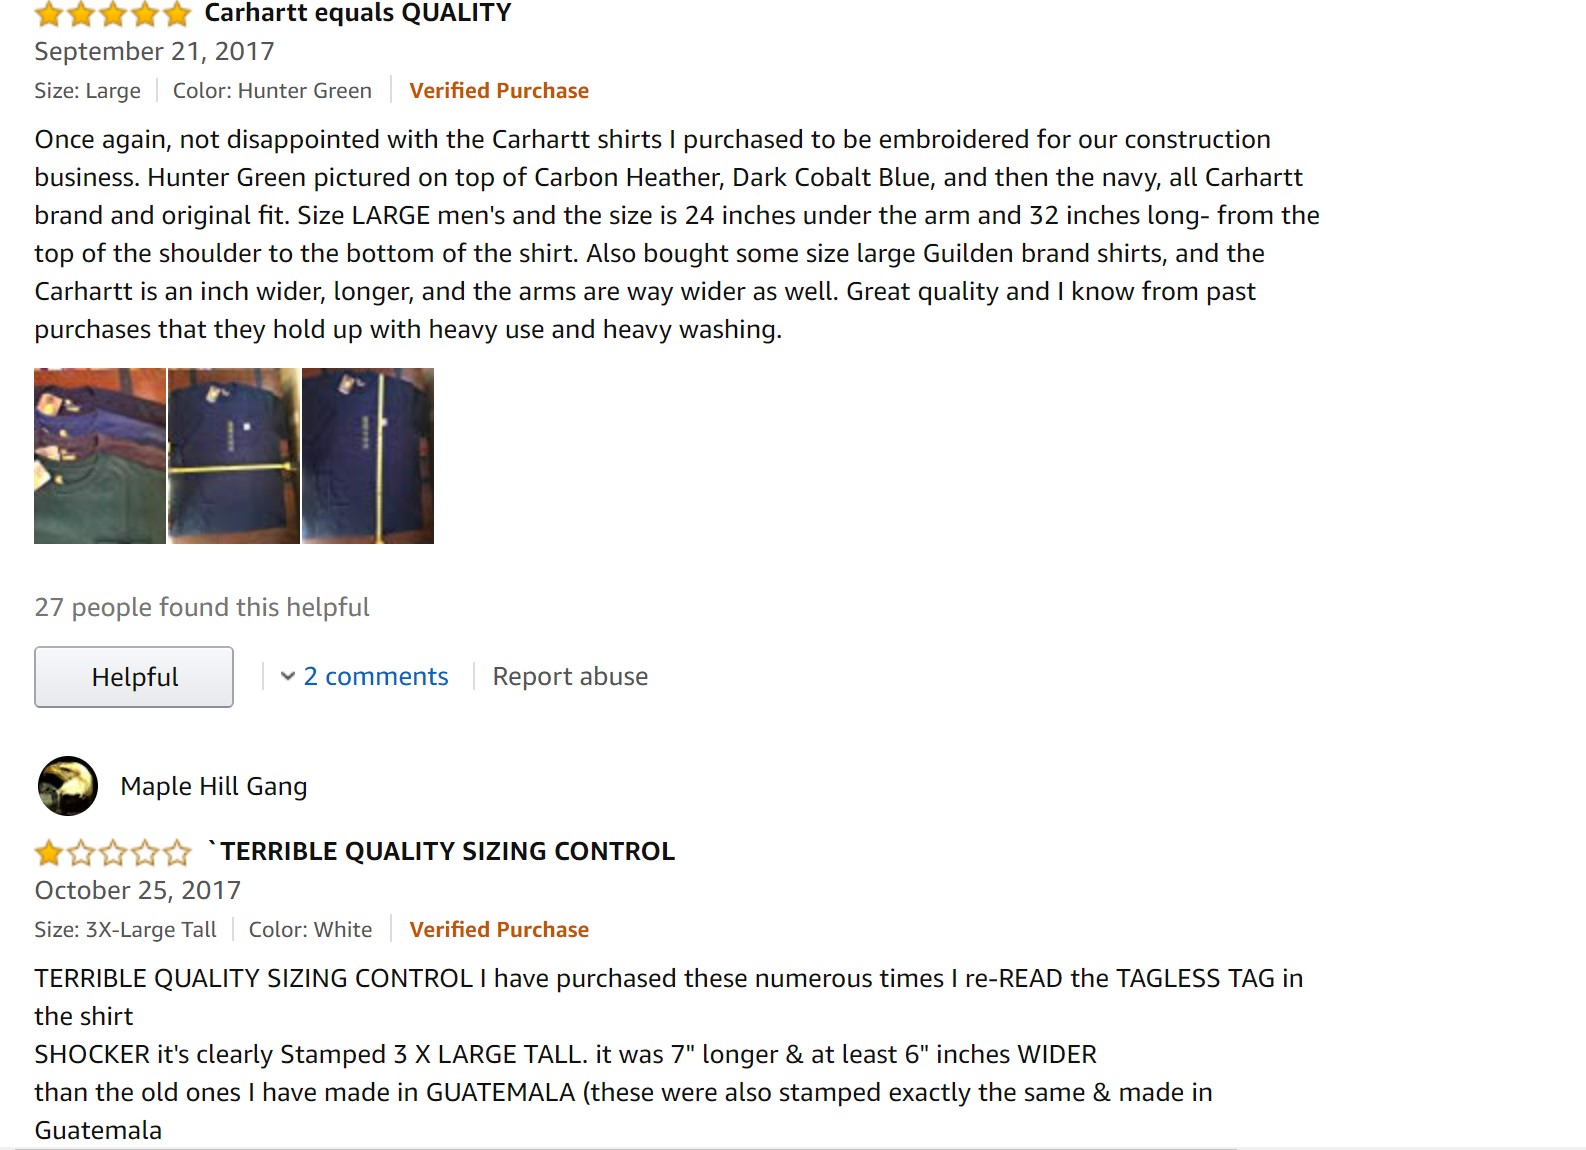 Carhartt equals QUALITY
September 21, 2017
Size: Large Color: Hunter Green Verified Purchase
Once again, not disappointed with the Carhartt shirts I purchased to be embroidered for our construction
business. Hunter Green pictured on top of Carbon Heather, Dark Cobalt Blue, and then the navy, all Carhartt
brand and original fit. Size LARGE men's and the size is 24 inches under the arm and 32 inches long- from the
top of the shoulder to the bottom of the shirt. Also bought some size large Guilden brand shirts, and the
Carhartt is an inch wider, longer, and the arms are way wider as well. Great quality and I know from past
purchases that they hold up with heavy use and heavy washing.
27 people found this helpful
Helpful 2 comments Report abuse
Maple Hill Gang
`TERRIBLE QUALITY SIZING CONTROL
October 25, 2017
Size: 3X-Large Tall Color: White Verified Purchase
TERRIBLE QUALITY SIZING CONTROL I have purchased these numerous times I re-READ the TAGLESS TAG in
the shirt
SHOCKER it's clearly Stamped 3 X LARGE TALL. it was 7" longer & at least 6" inches WIDER
than the old ones I have made in GUATEMALA (these were also stamped exactly the same & made in
Guatemala